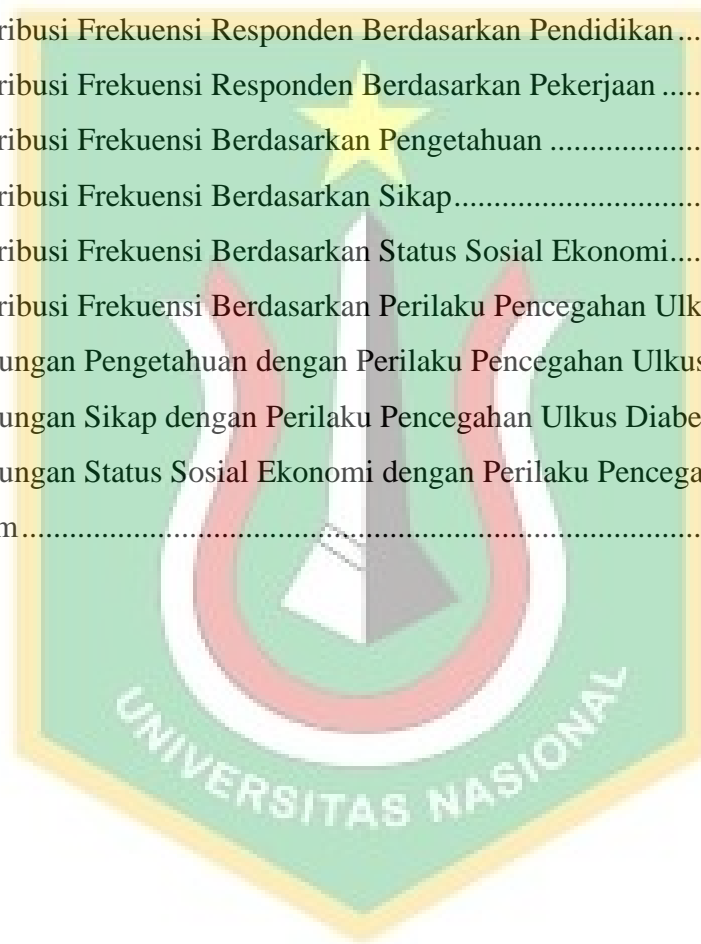 ribusi Frekuensi Responden Berdasarkan Pendidikan ...
ribusi Frekuensi Responden Berdasarkan Pekerjaan .....
ribusi Frekuensi Berdasarkan Pengetahuan ....................
ribusi Frekuensi Berdasarkan Sikap.................................
ribusi Frekuensi Berdasarkan Status Sosial Ekonomi....
ribusi Frekuensi Berdasarkan Perilaku Pencegahan Ulk
ungan Pengetahuan dengan Perilaku Pencegahan Ulkus
ungan Sikap dengan Perilaku Pencegahan Ulkus Diabe
ungan Status Sosial Ekonomi dengan Perilaku Pencega
m.............................................................................................
UNIVERSITAS NASIONAL